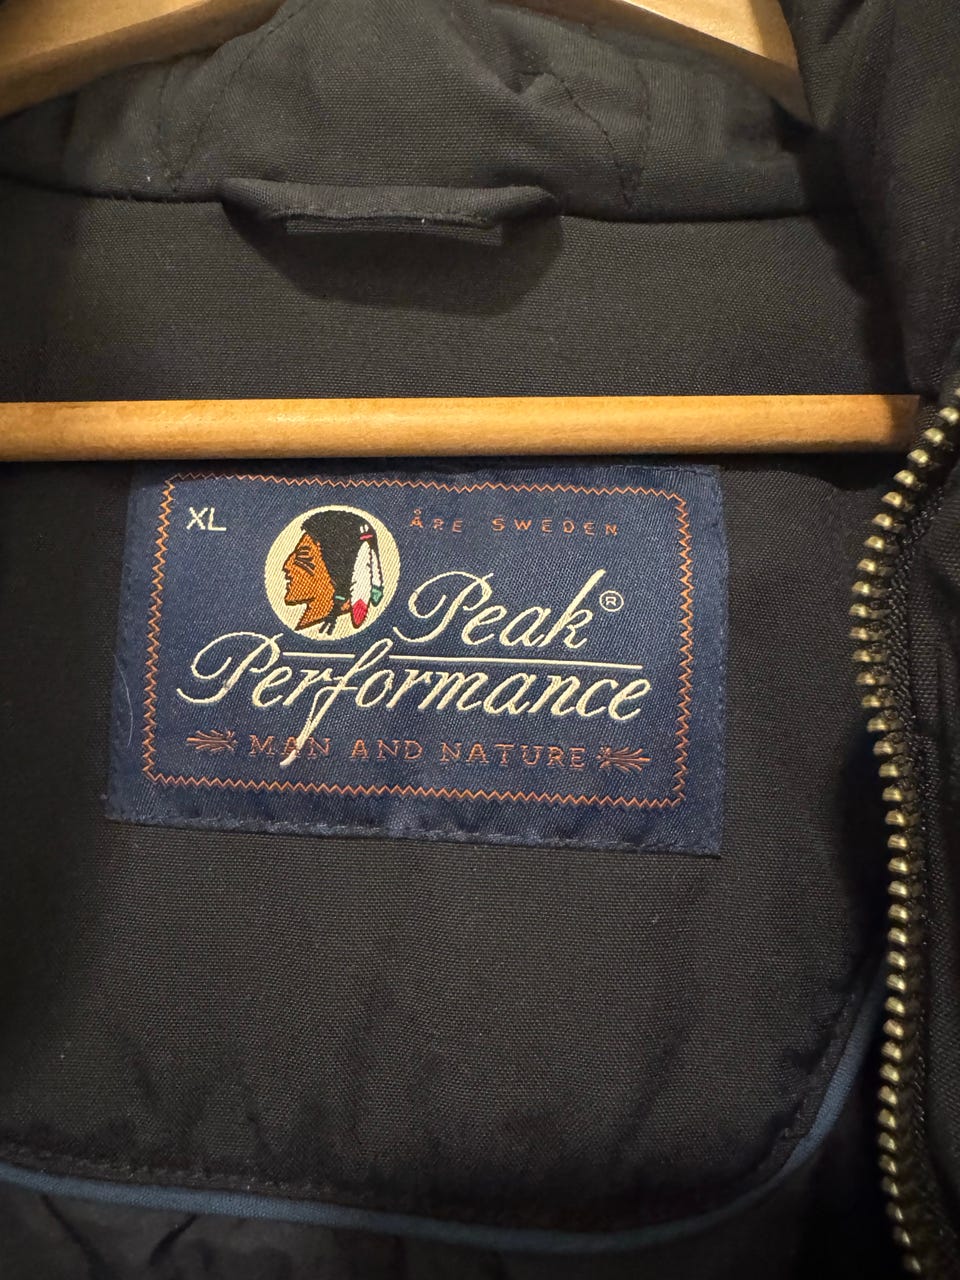 XL
ÅRE SWEDEN
Peak®
Performance
MAN AND NATURE